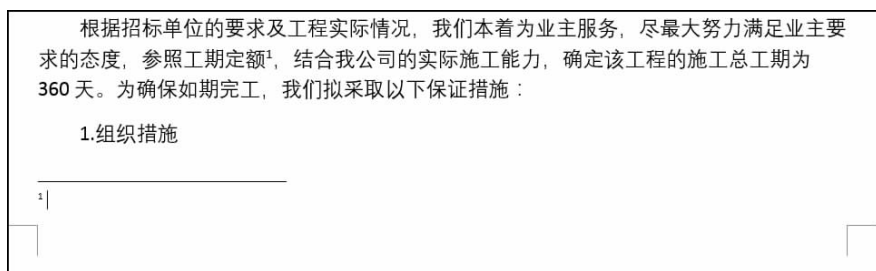 根据招标单位的要求及工程实际情况，我们本着为业主服务，尽最大努力满足业主要
求的态度，参照工期定额¹，结合我公司的实际施工能力，确定该工程的施工总工期为
360 天。为确保如期完工，我们拟采取以下保证措施：
1.组织措施
1